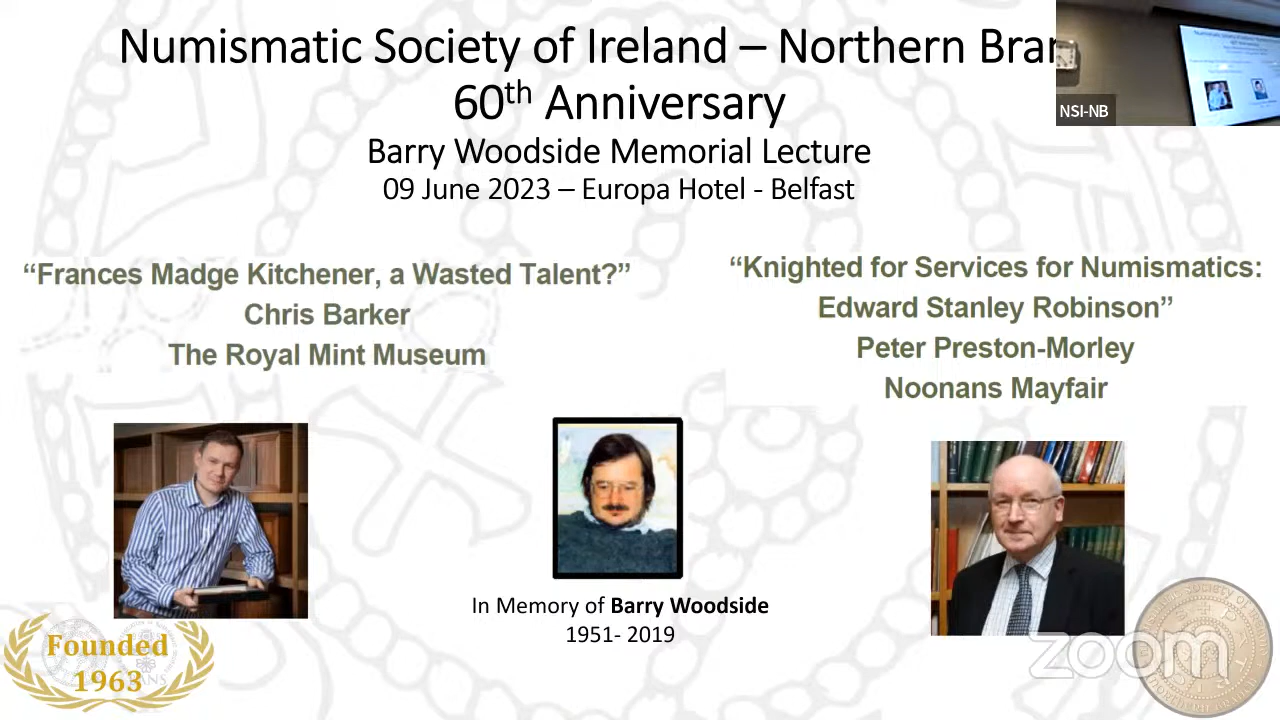 Numismatic Society of Ireland – Northern Bran
60th Anniversary
Barry Woodside Memorial Lecture
09 June 2023 – Europa Hotel - Belfast
NSI-NB
“Frances Madge Kitchener, a Wasted Talent?”
Chris Barker
The Royal Mint Museum
“Knighted for Services for Numismatics:
Edward Stanley Robinson”
Peter Preston-Morley
Noonans Mayfair
In Memory of Barry Woodside
1951- 2019
Founded
1963
zoom